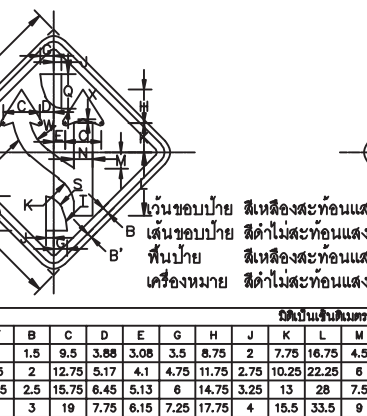 G J
Q X
C D H
W
F O
N M
K S
I L
J G
B
B'
เว้นขอบป้าย สีเหลืองสะท้อนแส
เส้นขอบป้าย สีดำไม่สะท้อนแสง
พื้นป้าย สีเหลืองสะท้อนแส
เครื่องหมาย สีดำไม่สะท้อนแสง
มิติเป็นเซ็นติเมตร
B C D E G H J K L M
1.5 9.5 3.88 3.08 3.5 8.75 2 7.75 16.75 4.5
2 12.75 5.17 4.1 4.75 11.75 2.75 10.25 22.25 6
2.5 15.75 6.45 5.13 6 14.75 3.25 13 28 7.5
3 19 7.75 6.15 7.25 17.75 4 15.5 33.5 9